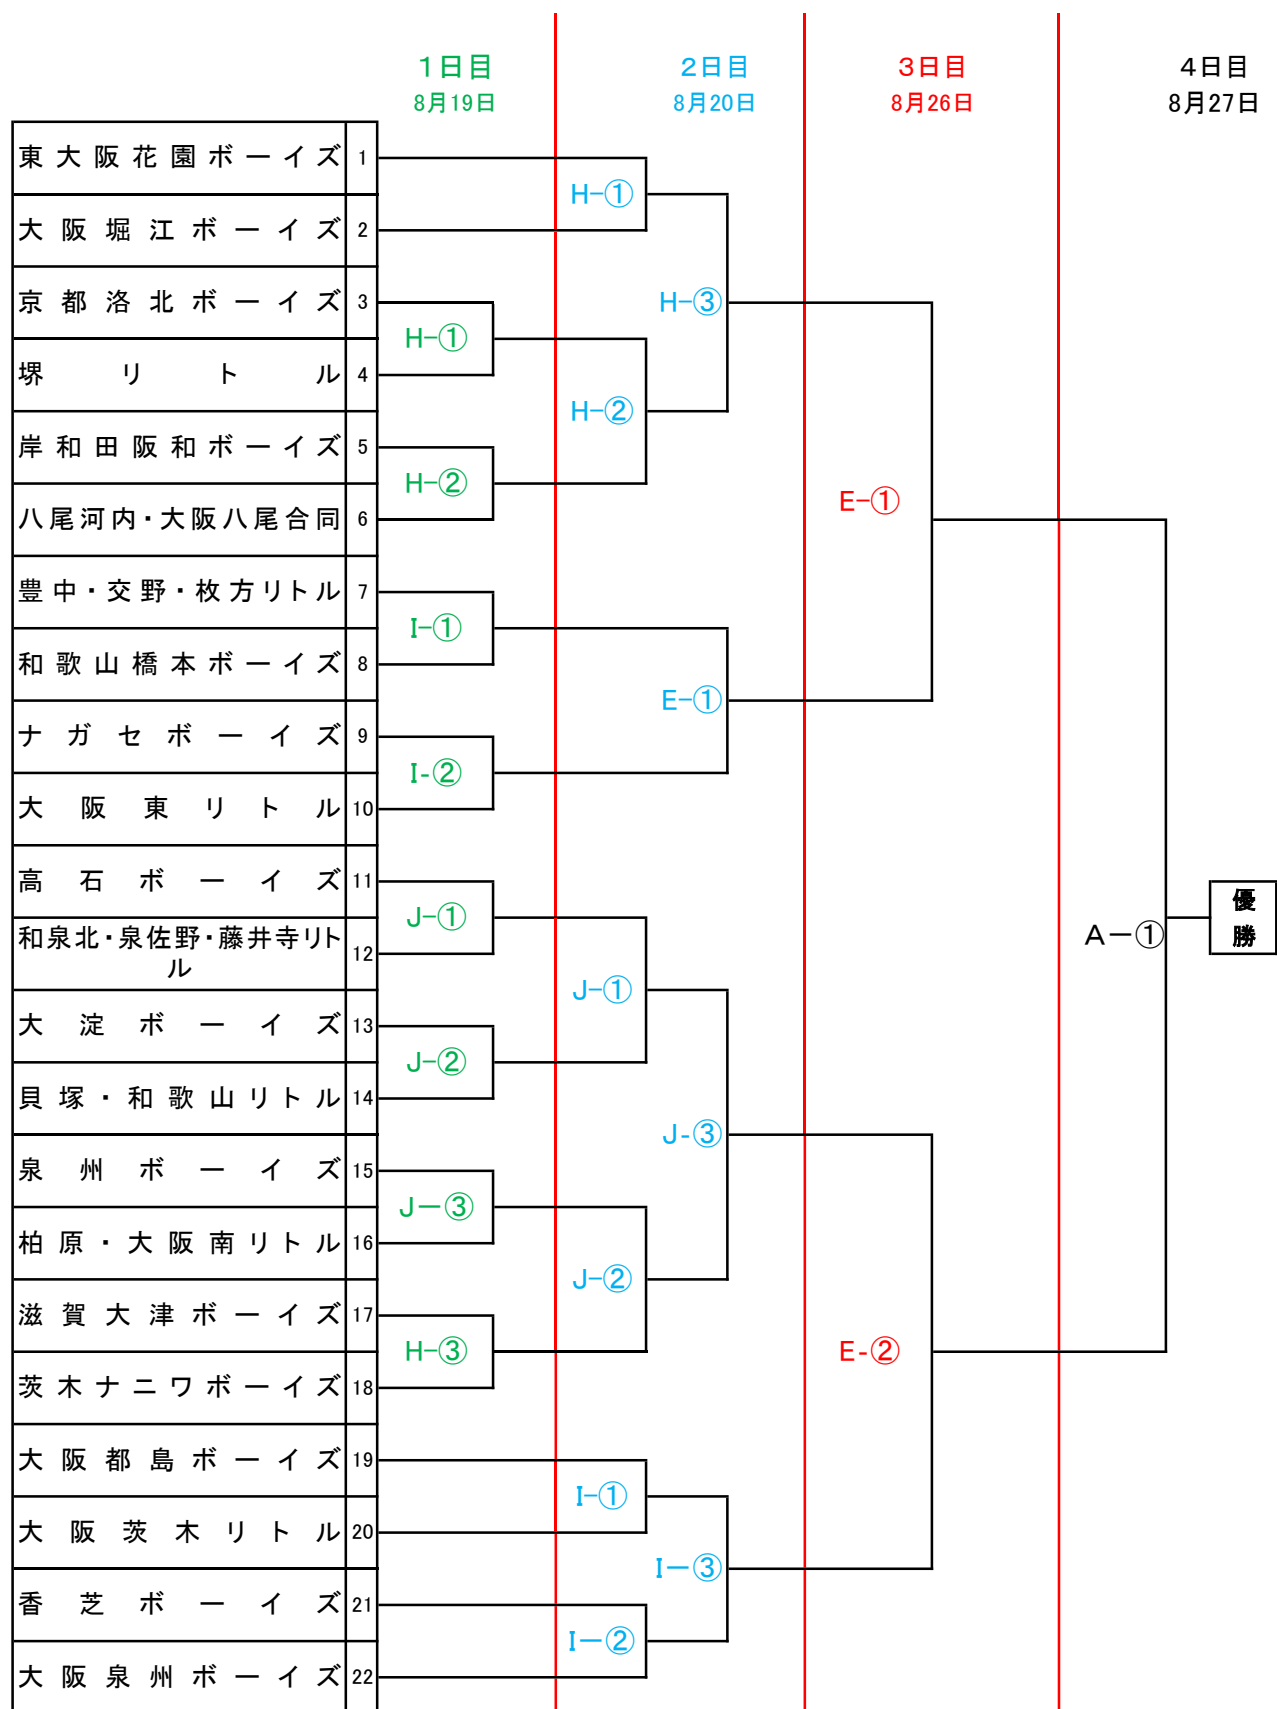 1日目 2日目 3日目 4日目
8月19日 8月20日 8月26日 8月27日
東大阪花園ボーイズ 1
H-①
大阪堀江ボーイズ 2
京都洛北ボーイズ 3
H-③
H-①
堺リトル 4
H-②
岸和田阪和ボーイズ 5
H-②
E-①
八尾河内・大阪八尾合同 6
豊中・交野・枚方リトル 7
I-①
和歌山橋本ボーイズ 8
E-①
ナガセボーイズ 9
I-②
大阪東リトル 10
高石ボーイズ 11
J-①
優
勝
A－①
和泉北・泉佐野・藤井寺リト
ル
12
J-①
大淀ボーイズ 13
J-②
貝塚・和歌山リトル 14
J-③
泉州ボーイズ 15
J－③
柏原・大阪南リトル 16
J-②
滋賀大津ボーイズ 17
H-③
E-②
茨木ナニワボーイズ 18
大阪都島ボーイズ 19
I-①
大阪茨木リトル 20
I－③
香芝ボーイズ 21
I－②
大阪泉州ボーイズ 22